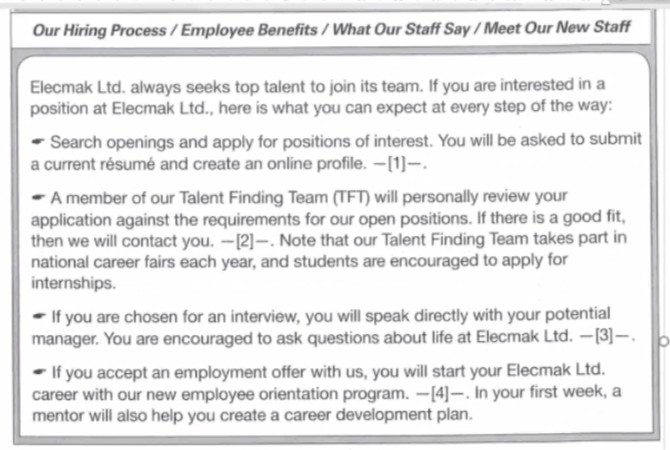 Our Hiring Process / Employee Benefits / What Our Staff Say / Meet Our New Staff
Elecmak Ltd. always seeks top talent to join its team. If you are interested in a
position at Elecmak Ltd., here is what you can expect at every step of the way:
☛ Search openings and apply for positions of interest. You will be asked to submit
a current résumé and create an online profile. —[1]—.
☛ A member of our Talent Finding Team (TFT) will personally review your
application against the requirements for our open positions. If there is a good fit,
then we will contact you. —[2]—. Note that our Talent Finding Team takes part in
national career fairs each year, and students are encouraged to apply for
internships.
☛ If you are chosen for an interview, you will speak directly with your potential
manager. You are encouraged to ask questions about life at Elecmak Ltd. —[3]—.
☛ If you accept an employment offer with us, you will start your Elecmak Ltd.
career with our new employee orientation program. —[4]—. In your first week, a
mentor will also help you create a career development plan.